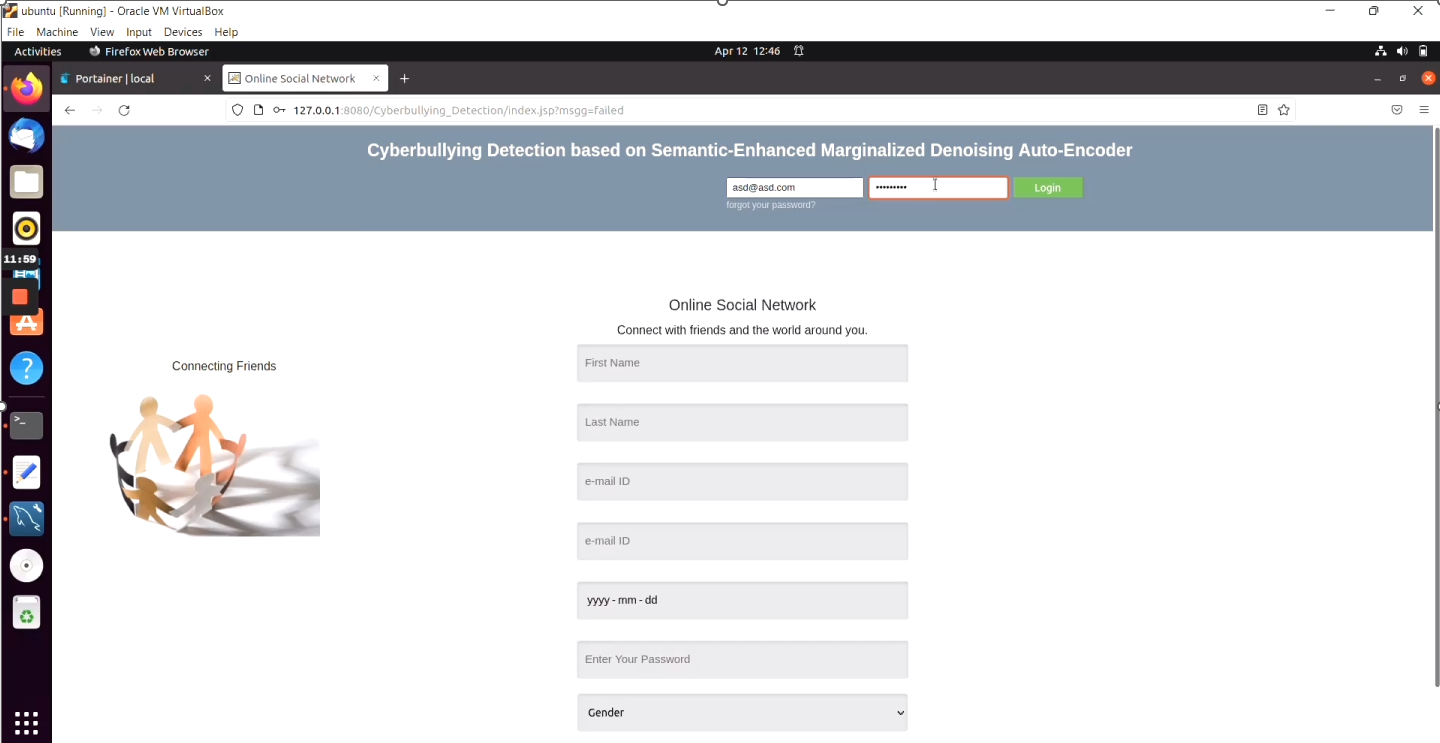 ubuntu [Running] - Oracle VM VirtualBox
File Machine View Input Devices Help
Activities Firefox Web Browser Apr 12 12:46
Portainer | local × Online Social Network × +
127.0.0.1:8080/Cyberbullying_Detection/index.jsp?msgg=failed
Cyberbullying Detection based on Semantic-Enhanced Marginalized Denoising Auto-Encoder
asd@asd.com ••••••••• Login
forgot your password?
11:59
Online Social Network
Connect with friends and the world around you.
Connecting Friends
First Name
Last Name
e-mail ID
e-mail ID
yyyy - mm - dd
Enter Your Password
Gender